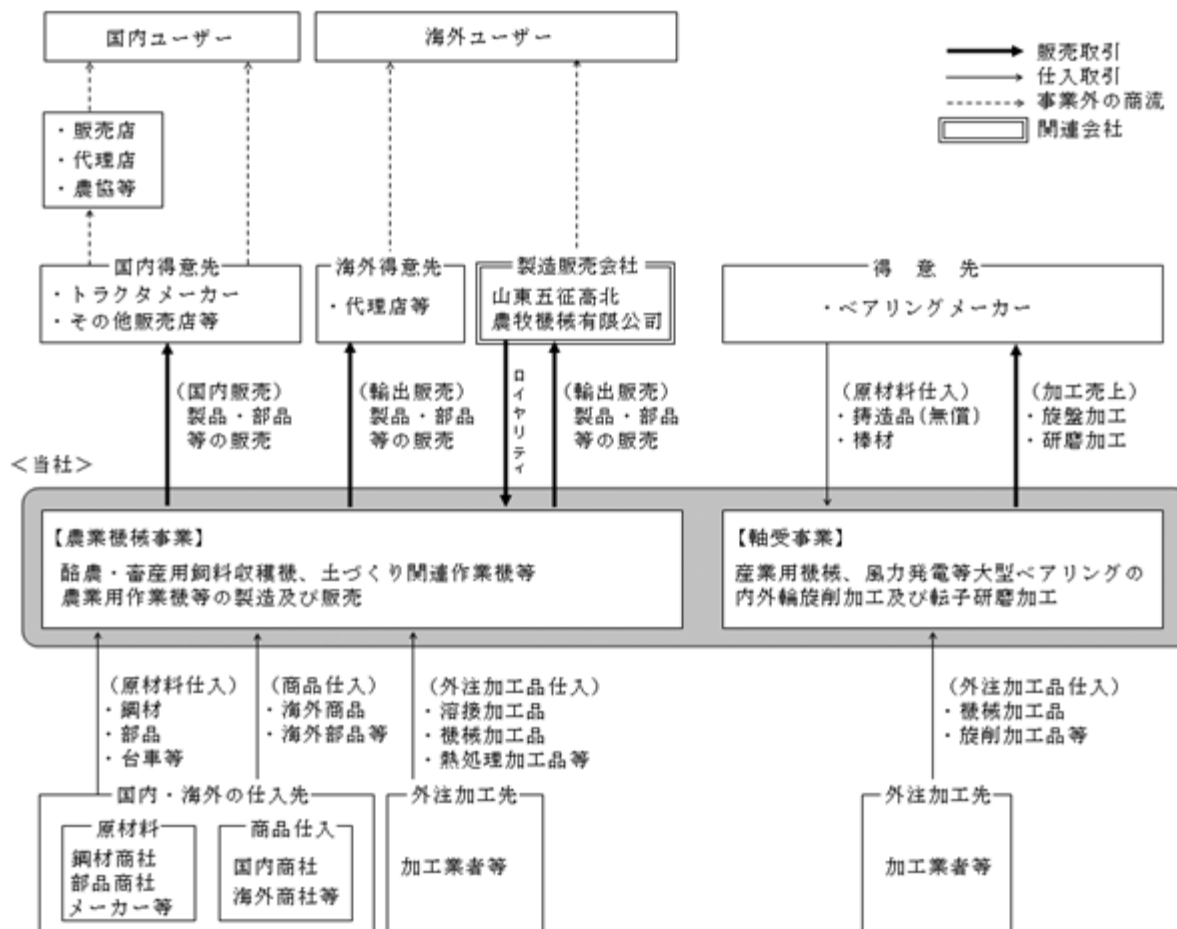 国内ユーザー
海外ユーザー
販売取引
仕入取引
事業外の商流
関連会社
・販売店
・代理店
・農協等
国内得意先
・トラクタメーカー
・その他販売店等
海外得意先
・代理店等
製造販売会社
山東五征高北
農牧機械有限公司
得意先
・ベアリングメーカー
(国内販売)
製品・部品
等の販売
(輸出販売)
製品・部品
等の販売
ロイヤリティ
(輸出販売)
製品・部品
等の販売
(原材料仕入)
・鋳造品(無償)
・棒材
(加工売上)
・旋盤加工
・研磨加工
<当社>
【農業機械事業】
酪農・畜産用飼料収穫機、土づくり関連作業機等
農業用作業機等の製造及び販売
【軸受事業】
産業用機械、風力発電等大型ベアリングの
内外輪旋削加工及び転子研磨加工
(原材料仕入)
・鋼材
・部品
・台車等
(商品仕入)
・海外商品
・海外部品等
(外注加工品仕入)
・溶接加工品
・機械加工品
・熱処理加工品等
(外注加工品仕入)
・機械加工品
・旋削加工品等
国内・海外の仕入先
原材料
鋼材商社
部品商社
メーカー等
商品仕入
国内商社
海外商社等
外注加工先
加工業者等
外注加工先
加工業者等